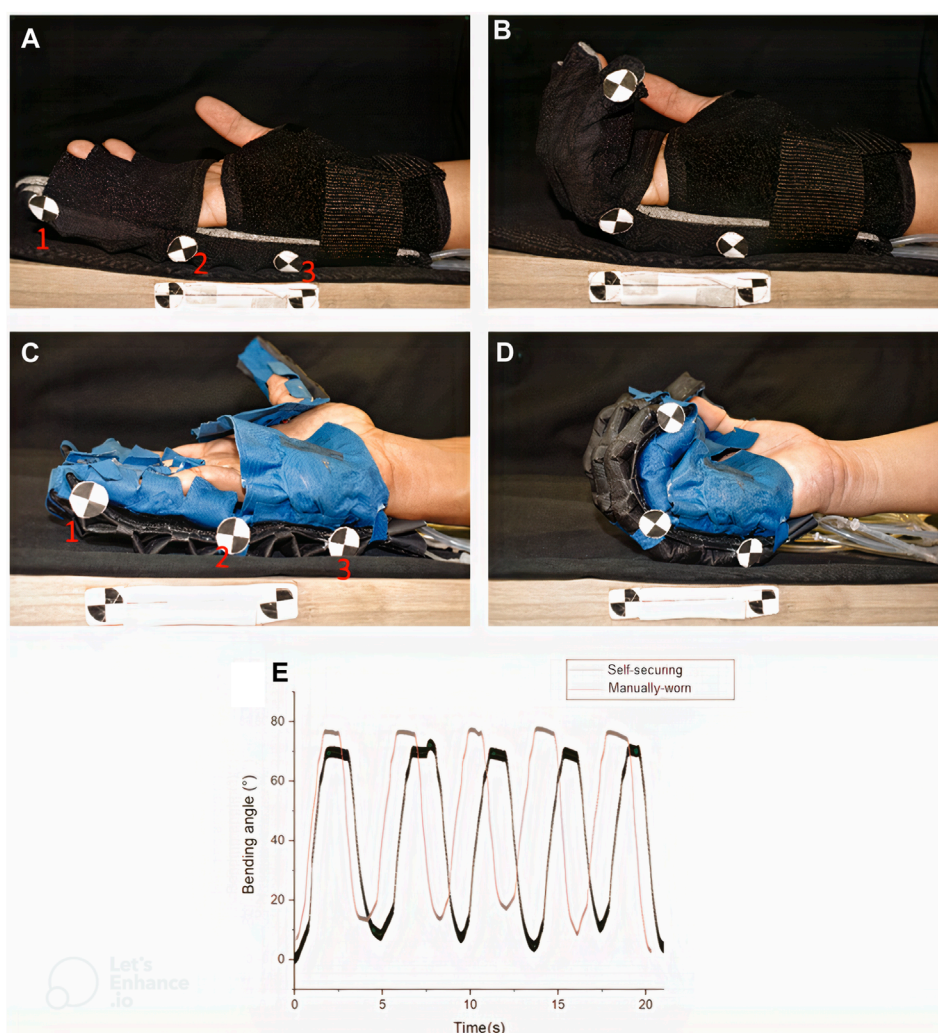 A
B
1
2
3
C
D
1
2
3
E
Self-securing
Manually-worn
80
60
40
20
0
Bending angle (°)
0 5 10 15 20
Time(s)
Let's
Enhance
.io